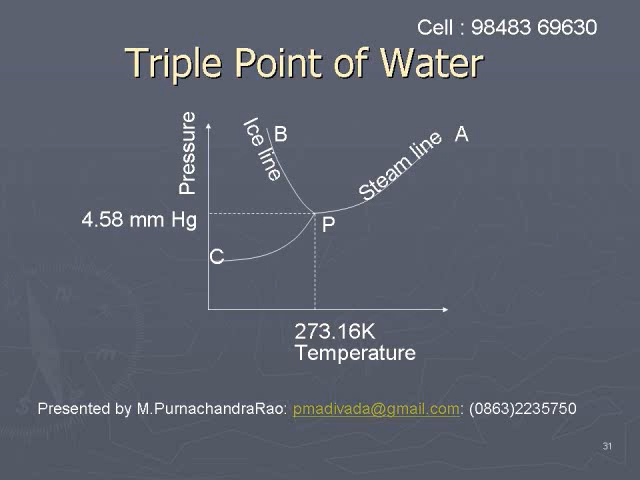 Cell : 98483 69630
Triple Point of Water
Pressure
Ice line
B
Steam line
A
4.58 mm Hg
P
C
273.16K
Temperature
Presented by M.PurnachandraRao: pmadivada@gmail.com: (0863)2235750
31